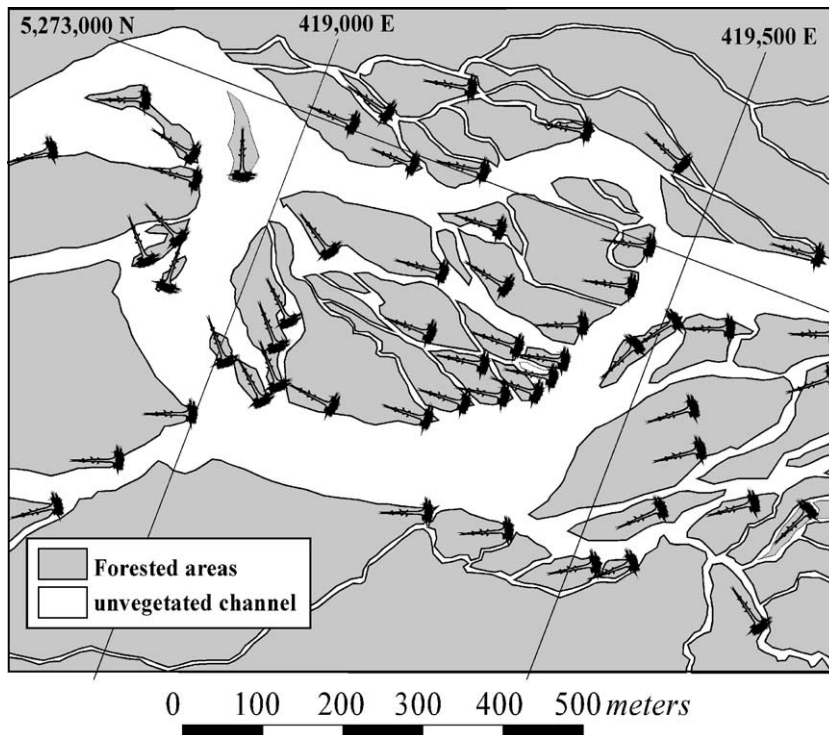 5,273,000 N
419,000 E
419,500 E
Forested areas
unvegetated channel
0 100 200 300 400 500 meters